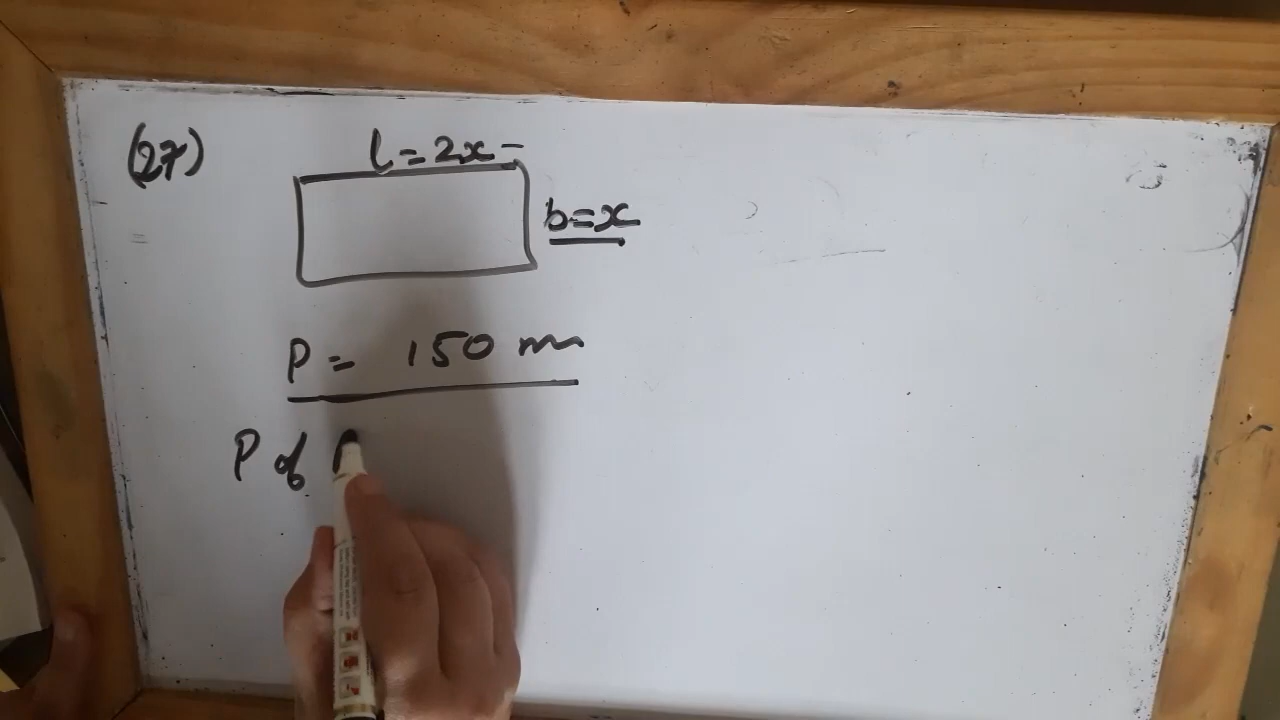 (27)
l = 2x -
b = x
P = 150 m
P of